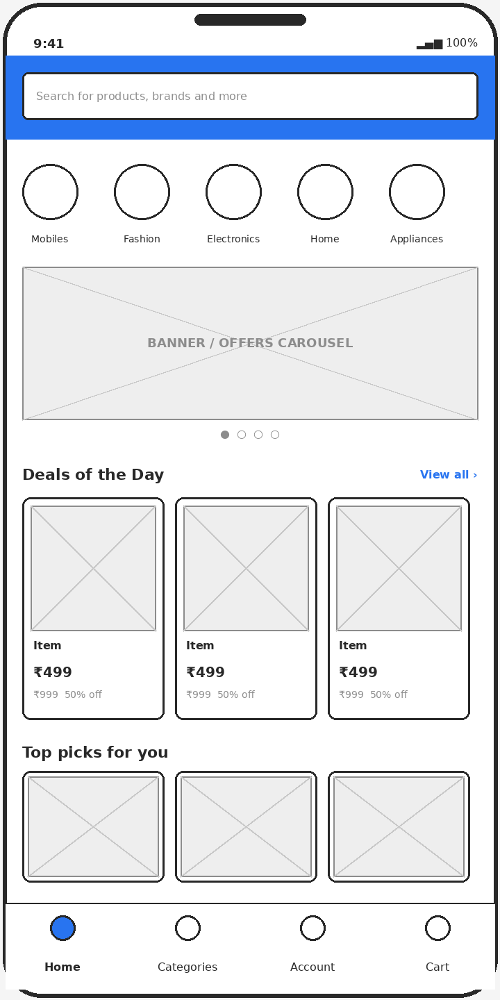 9:41 100%
Search for products, brands and more
Mobiles Fashion Electronics Home Appliances
BANNER / OFFERS CAROUSEL
Deals of the Day View all ›
Item Item Item
₹499 ₹499 ₹499
₹999 50% off ₹999 50% off ₹999 50% off
Top picks for you
Home Categories Account Cart